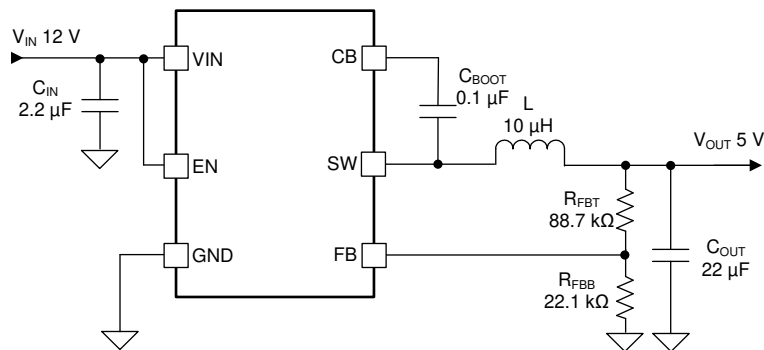 V_IN 12 V
VIN
CB
C_IN
2.2 µF
C_BOOT
0.1 µF
L
10 µH
V_OUT 5 V
EN
SW
R_FBT
88.7 kΩ
GND
FB
C_OUT
22 µF
R_FBB
22.1 kΩ